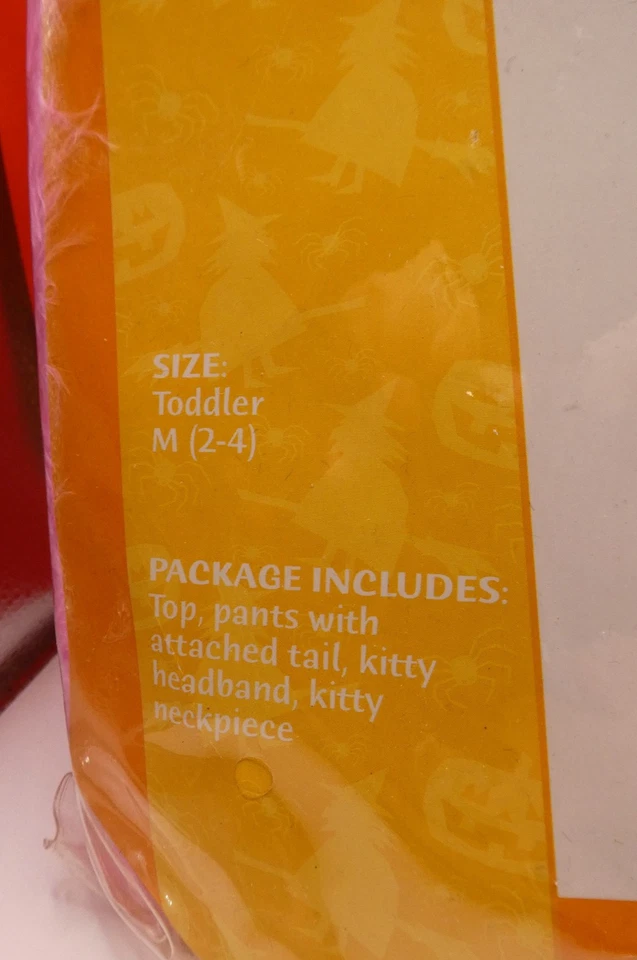 SIZE:
Toddler
M (2-4)
PACKAGE INCLUDES:
Top, pants with
attached tail, kitty
headband, kitty
neckpiece